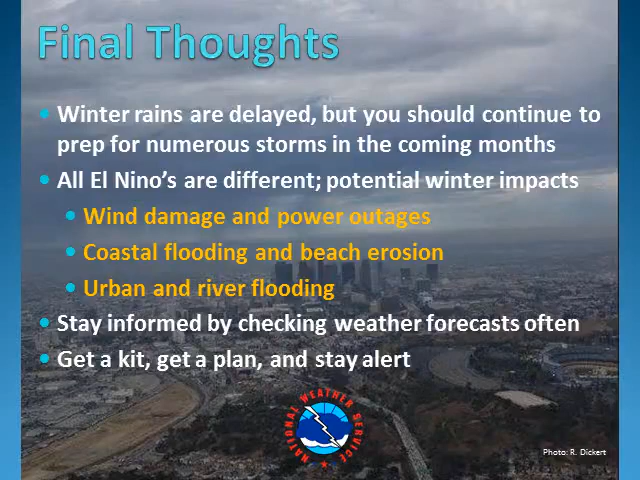 Final Thoughts
Winter rains are delayed, but you should continue to
prep for numerous storms in the coming months
All El Nino's are different; potential winter impacts
Wind damage and power outages
Coastal flooding and beach erosion
Urban and river flooding
Stay informed by checking weather forecasts often
Get a kit, get a plan, and stay alert
NATIONAL WEATHER SERVICE
Photo: R. Dickert